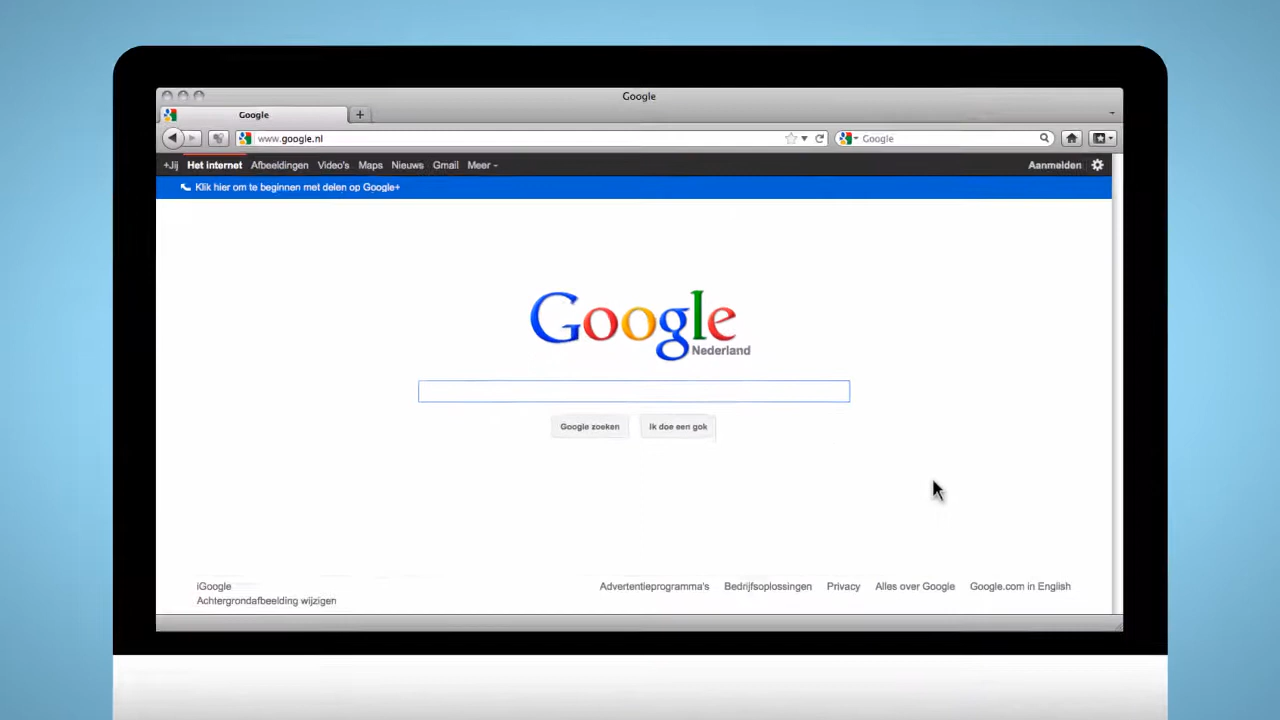 Google
Google
+
www.google.nl
Google
+Jij Het internet Afbeeldingen Video's Maps Nieuws Gmail Meer
Aanmelden
Klik hier om te beginnen met delen op Google+
Google
Nederland
Google zoeken
Ik doe een gok
iGoogle
Advertentieprogramma's Bedrijfsoplossingen Privacy Alles over Google Google.com in English
Achtergrondafbeelding wijzigen